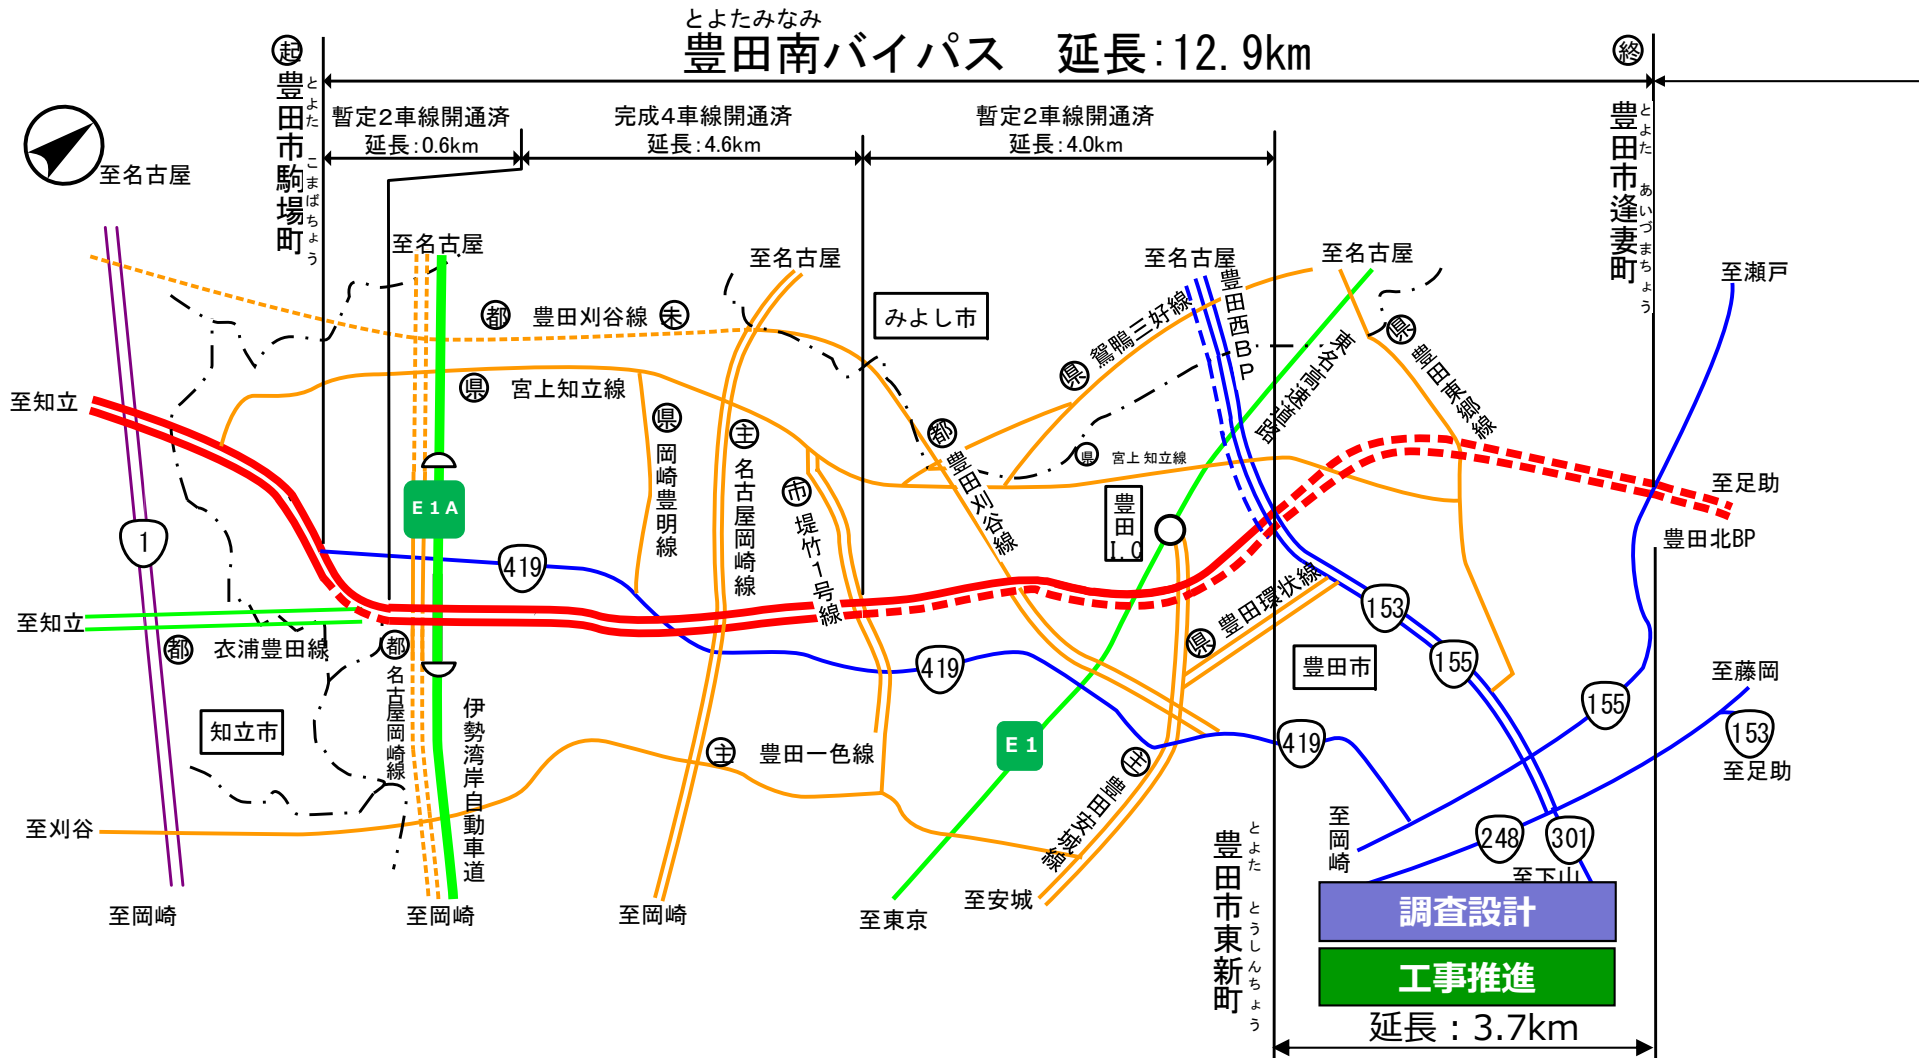 とよたみなみ
豊田南バイパス　延長:12.9km
起
豊田市駒場町
とよた　こまばちょう
終
豊田市逢妻町
とよた　あいづまちょう
暫定2車線開通済
延長:0.6km
完成4車線開通済
延長:4.6km
暫定2車線開通済
延長:4.0km
至名古屋
至名古屋
至名古屋
至名古屋
至名古屋
至瀬戸
都 豊田刈谷線 未
みよし市
県 鴛鴨三好線
豊田西BP
東名高速道路
県 豊田東郷線
至知立
県 宮上知立線
県 岡崎豊明線
主 名古屋岡崎線
市 堤竹1号線
都 豊田刈谷線
県 宮上知立線
豊田I.C
至足助
豊田北BP
E1A
1
419
至知立
都 衣浦豊田線
都 名古屋岡崎線
伊勢湾岸自動車道
419
県 豊田環状線
153
155
豊田市
155
至藤岡
153
至足助
知立市
主 豊田一色線
E1
主 豊田安城線
419
至刈谷
至岡崎
248
301
至下山
至岡崎
至岡崎
至岡崎
至東京
至安城
豊田市東新町
とよた　とうしんちょう
調査設計
工事推進
延長：3.7km